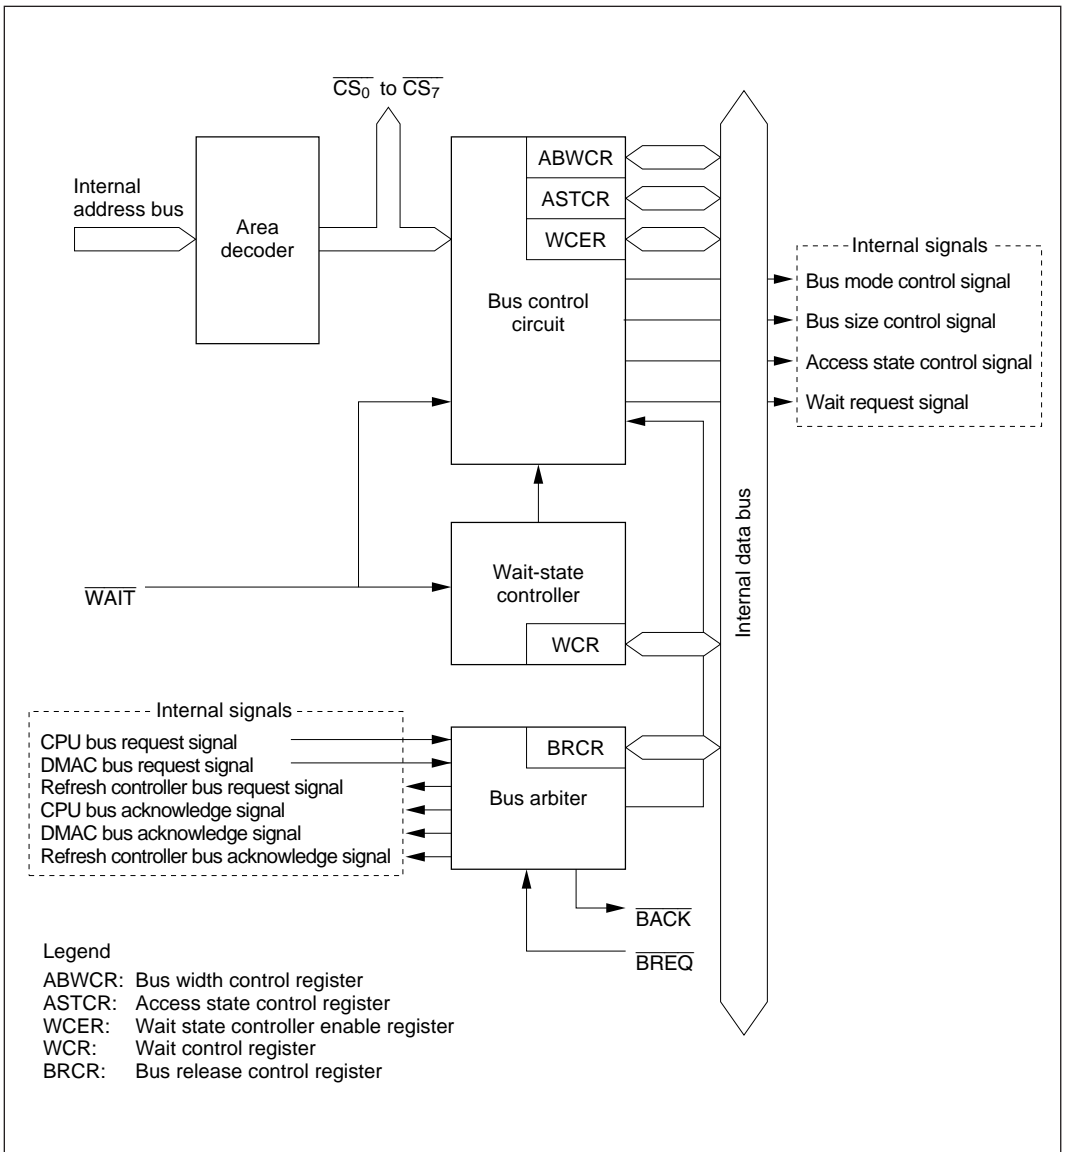 CS0 to CS7
Internal
address bus
Area
decoder
ABWCR
ASTCR
WCER
Bus control
circuit
Internal signals
Bus mode control signal
Bus size control signal
Access state control signal
Wait request signal
Internal data bus
WAIT
Wait-state
controller
WCR
Internal signals
CPU bus request signal
DMAC bus request signal
Refresh controller bus request signal
CPU bus acknowledge signal
DMAC bus acknowledge signal
Refresh controller bus acknowledge signal
BRCR
Bus arbiter
BACK
BREQ
Legend
ABWCR: Bus width control register
ASTCR: Access state control register
WCER: Wait state controller enable register
WCR: Wait control register
BRCR: Bus release control register